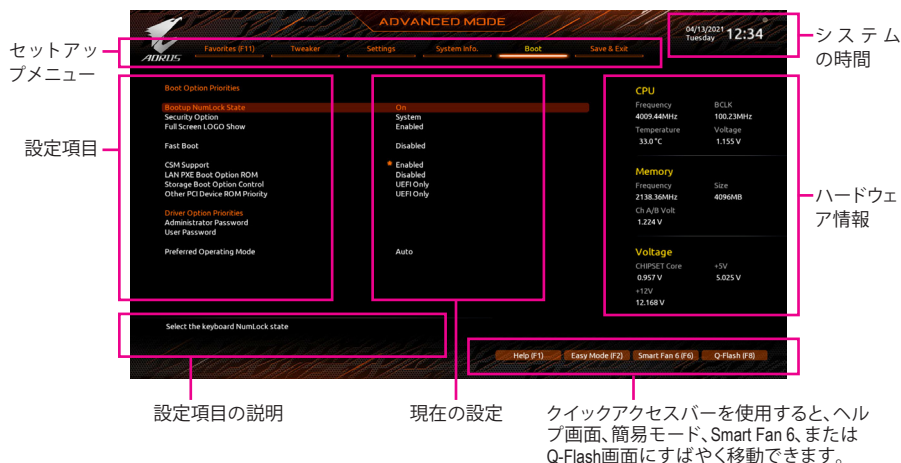 ADVANCED MODE
04/13/2021
Tuesday 12:34
システム
の時間
セットアッ
プメニュー
AORUS
Favorites (F11) Tweaker Settings System Info. Boot Save & Exit
設定項目
Boot Option Priorities
Bootup NumLock State On
Security Option System
Full Screen LOGO Show Enabled
Fast Boot Disabled
CSM Support Enabled
LAN PXE Boot Option ROM Disabled
Storage Boot Option Control UEFI Only
Other PCI Device ROM Priority UEFI Only
Driver Option Priorities
Administrator Password
User Password
Preferred Operating Mode Auto
CPU
Frequency BCLK
4009.44MHz 100.23MHz
Temperature Voltage
33.0 °C 1.155 V
Memory
Frequency Size
2138.36MHz 4096MB
Ch A/B Volt
1.224 V
Voltage
CHIPSET Core +5V
0.957 V 5.025 V
+12V
12.168 V
ハードウェ
ア情報
Select the keyboard NumLock state
Help (F1) Easy Mode (F2) Smart Fan 6 (F6) Q-Flash (F8)
設定項目の説明
現在の設定
クイックアクセスバーを使用すると、ヘル
プ画面、簡易モード、Smart Fan 6、または
Q-Flash画面にすばやく移動できます。